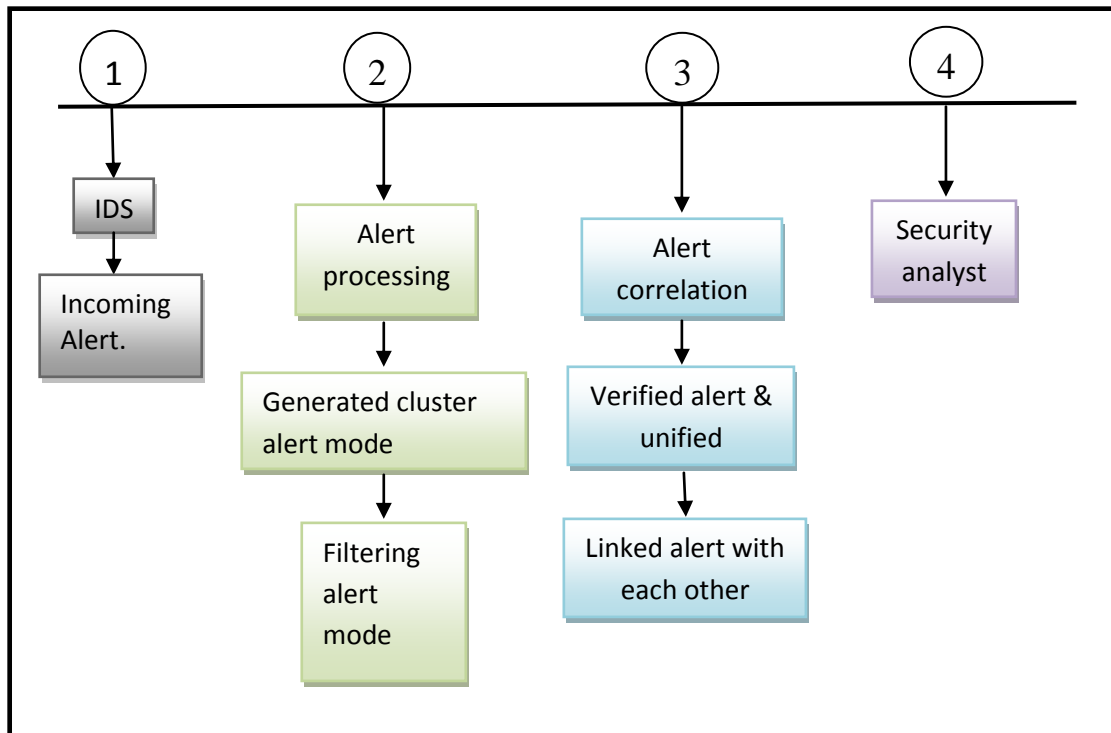 1
2
3
4
IDS
Incoming
Alert.
Alert
processing
Generated cluster
alert mode
Filtering
alert
mode
Alert
correlation
Verified alert &
unified
Linked alert with
each other
Security
analyst